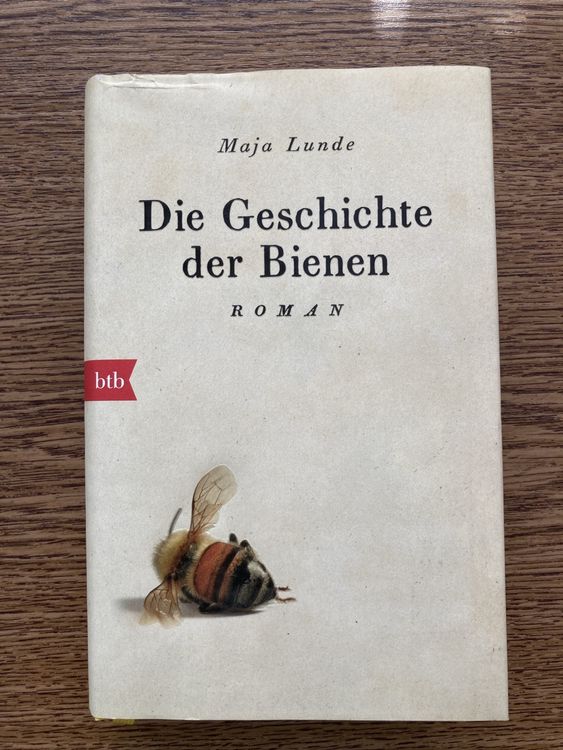 Maja Lunde
Die Geschichte
der Bienen
ROMAN
btb